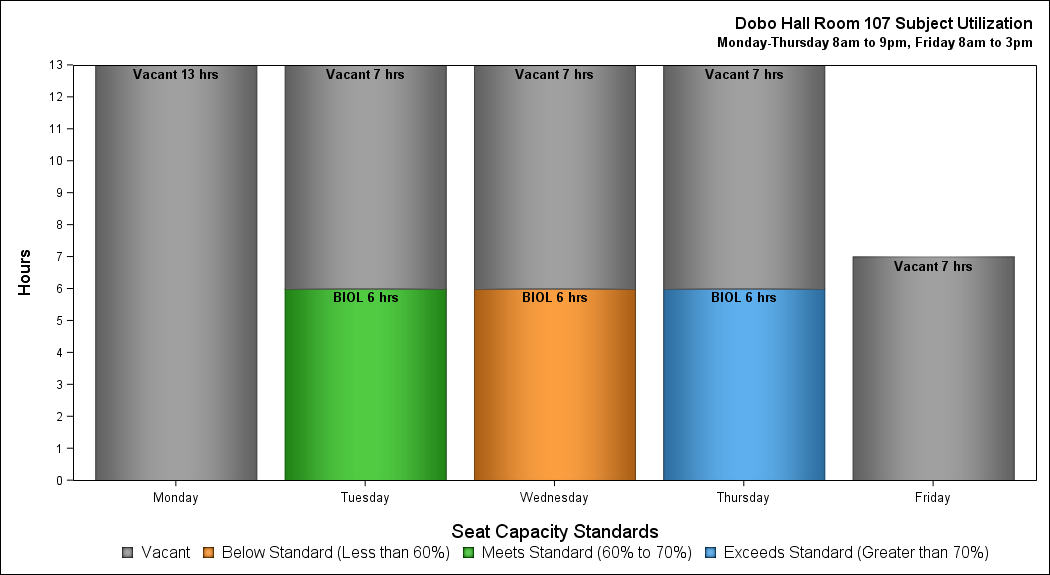 Dobo Hall Room 107 Subject Utilization
Monday-Thursday 8am to 9pm, Friday 8am to 3pm
Hours
13
12
11
10
9
8
7
6
5
4
3
2
1
0
Vacant 13 hrs
Vacant 7 hrs
Vacant 7 hrs
Vacant 7 hrs
Vacant 7 hrs
BIOL 6 hrs
BIOL 6 hrs
BIOL 6 hrs
Monday Tuesday Wednesday Thursday Friday
Seat Capacity Standards
Vacant Below Standard (Less than 60%) Meets Standard (60% to 70%) Exceeds Standard (Greater than 70%)